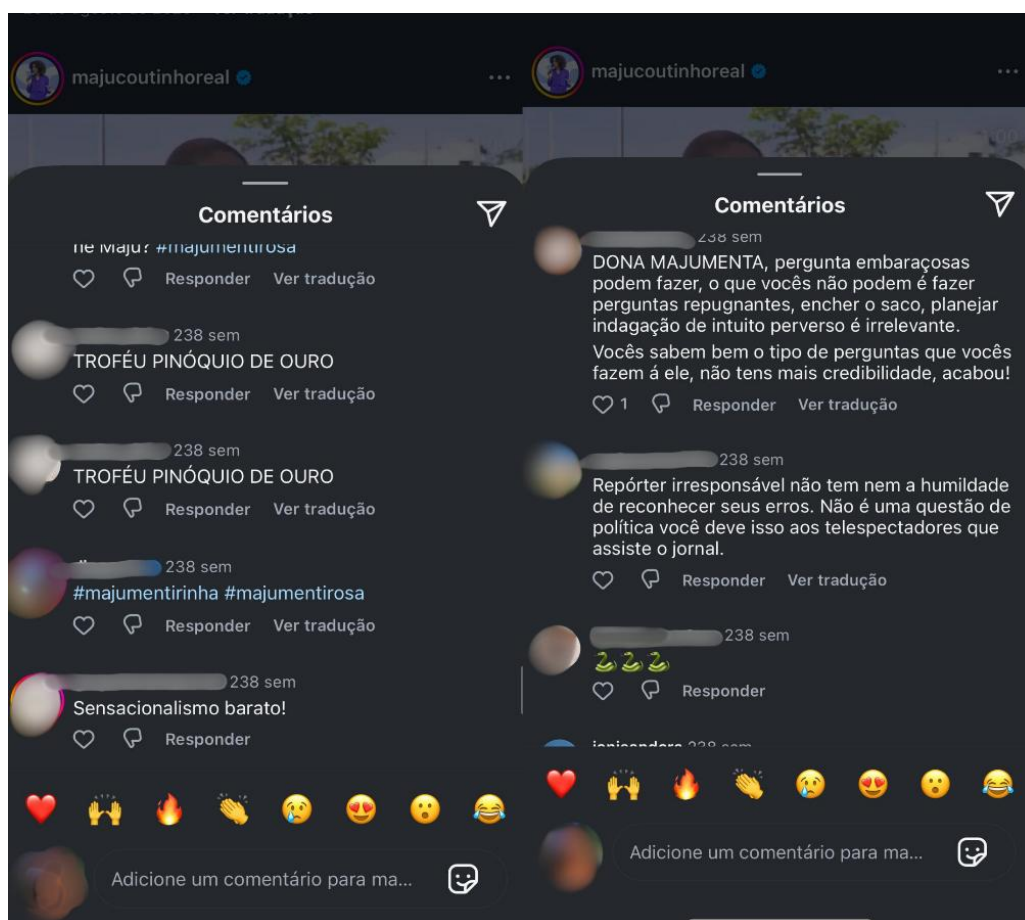 majucoutinhoreal
Comentários
né Maju? #majumentirosa
Responder Ver tradução
238 sem
TROFÉU PINÓQUIO DE OURO
Responder Ver tradução
238 sem
TROFÉU PINÓQUIO DE OURO
Responder Ver tradução
238 sem
#majumentirinha #majumentirosa
Responder Ver tradução
238 sem
Sensacionalismo barato!
Responder
Adicione um comentário para ma...
majucoutinhoreal
Comentários
238 sem
DONA MAJUMENTA, pergunta embaraçosas
podem fazer, o que vocês não podem é fazer
perguntas repugnantes, encher o saco, planejar
indagação de intuito perverso é irrelevante.
Vocês sabem bem o tipo de perguntas que vocês
fazem á ele, não tens mais credibilidade, acabou!
1 Responder Ver tradução
238 sem
Repórter irresponsável não tem nem a humildade
de reconhecer seus erros. Não é uma questão de
política você deve isso aos telespectadores que
assiste o jornal.
Responder Ver tradução
238 sem
Responder
238 sem
Adicione um comentário para ma...